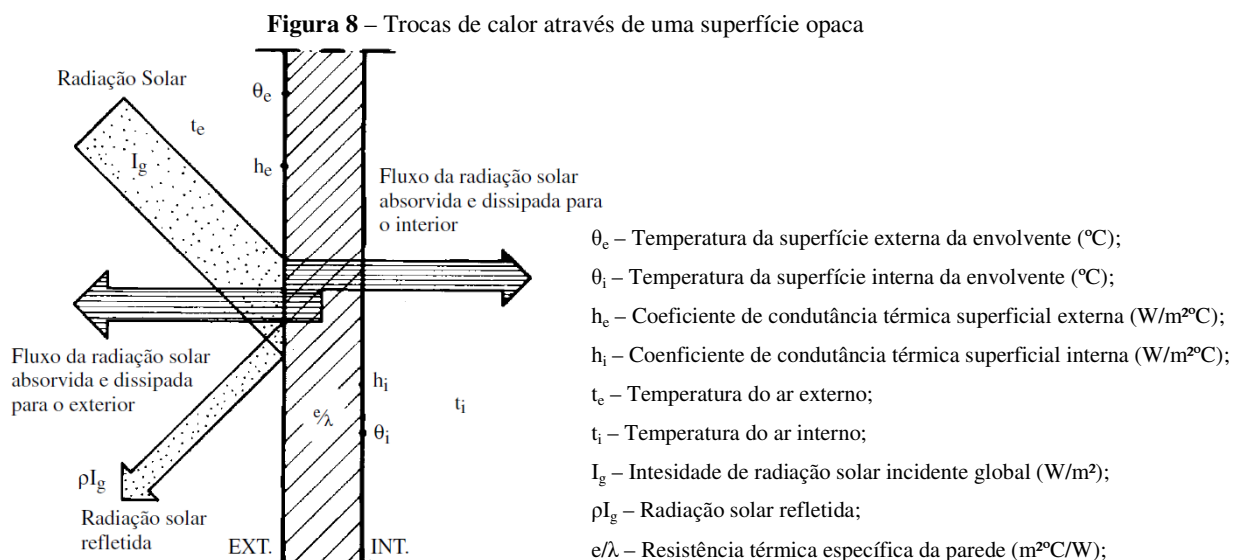 Figura 8 – Trocas de calor através de uma superfície opaca
Radiação Solar
θe
te
Ig
he
Fluxo da radiação solar
absorvida e dissipada para
o interior
Fluxo da radiação solar
absorvida e dissipada
para o exterior
hi
ti
e/λ
θi
ρIg
Radiação solar
refletida
EXT.
INT.
θe – Temperatura da superfície externa da envolvente (ºC);
θi – Temperatura da superfície interna da envolvente (ºC);
he – Coeficiente de condutância térmica superficial externa (W/m²ºC);
hi – Coenficiente de condutância térmica superficial interna (W/m²ºC);
te – Temperatura do ar externo;
ti – Temperatura do ar interno;
Ig – Intesidade de radiação solar incidente global (W/m²);
ρIg – Radiação solar refletida;
e/λ – Resistência térmica específica da parede (m²ºC/W);